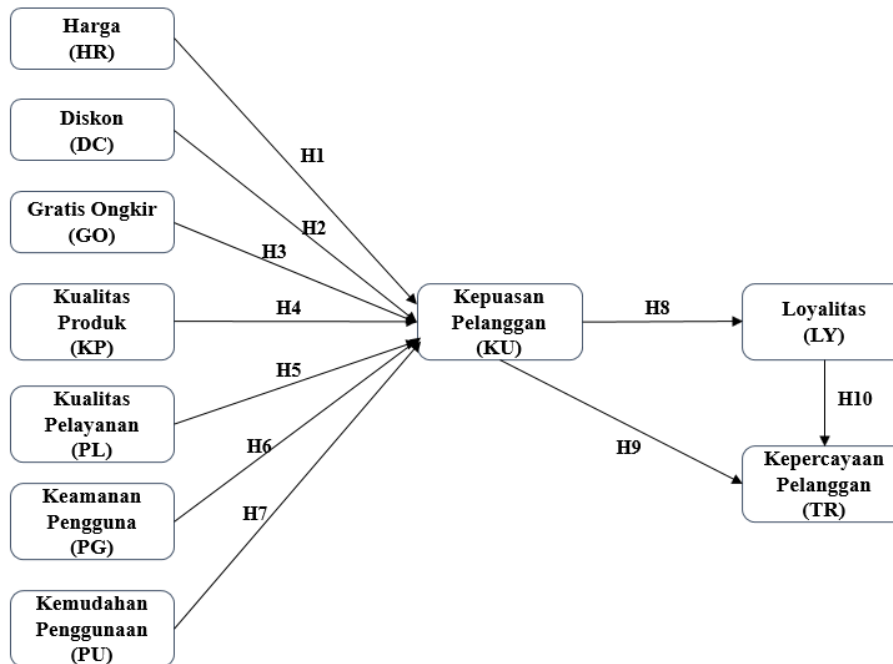 Harga
(HR)
Diskon
(DC)
Gratis Ongkir
(GO)
Kualitas
Produk
(KP)
Kualitas
Pelayanan
(PL)
Keamanan
Pengguna
(PG)
Kemudahan
Penggunaan
(PU)
H1
H2
H3
H4
H5
H6
H7
Kepuasan
Pelanggan
(KU)
H8
H9
Loyalitas
(LY)
H10
Kepercayaan
Pelanggan
(TR)